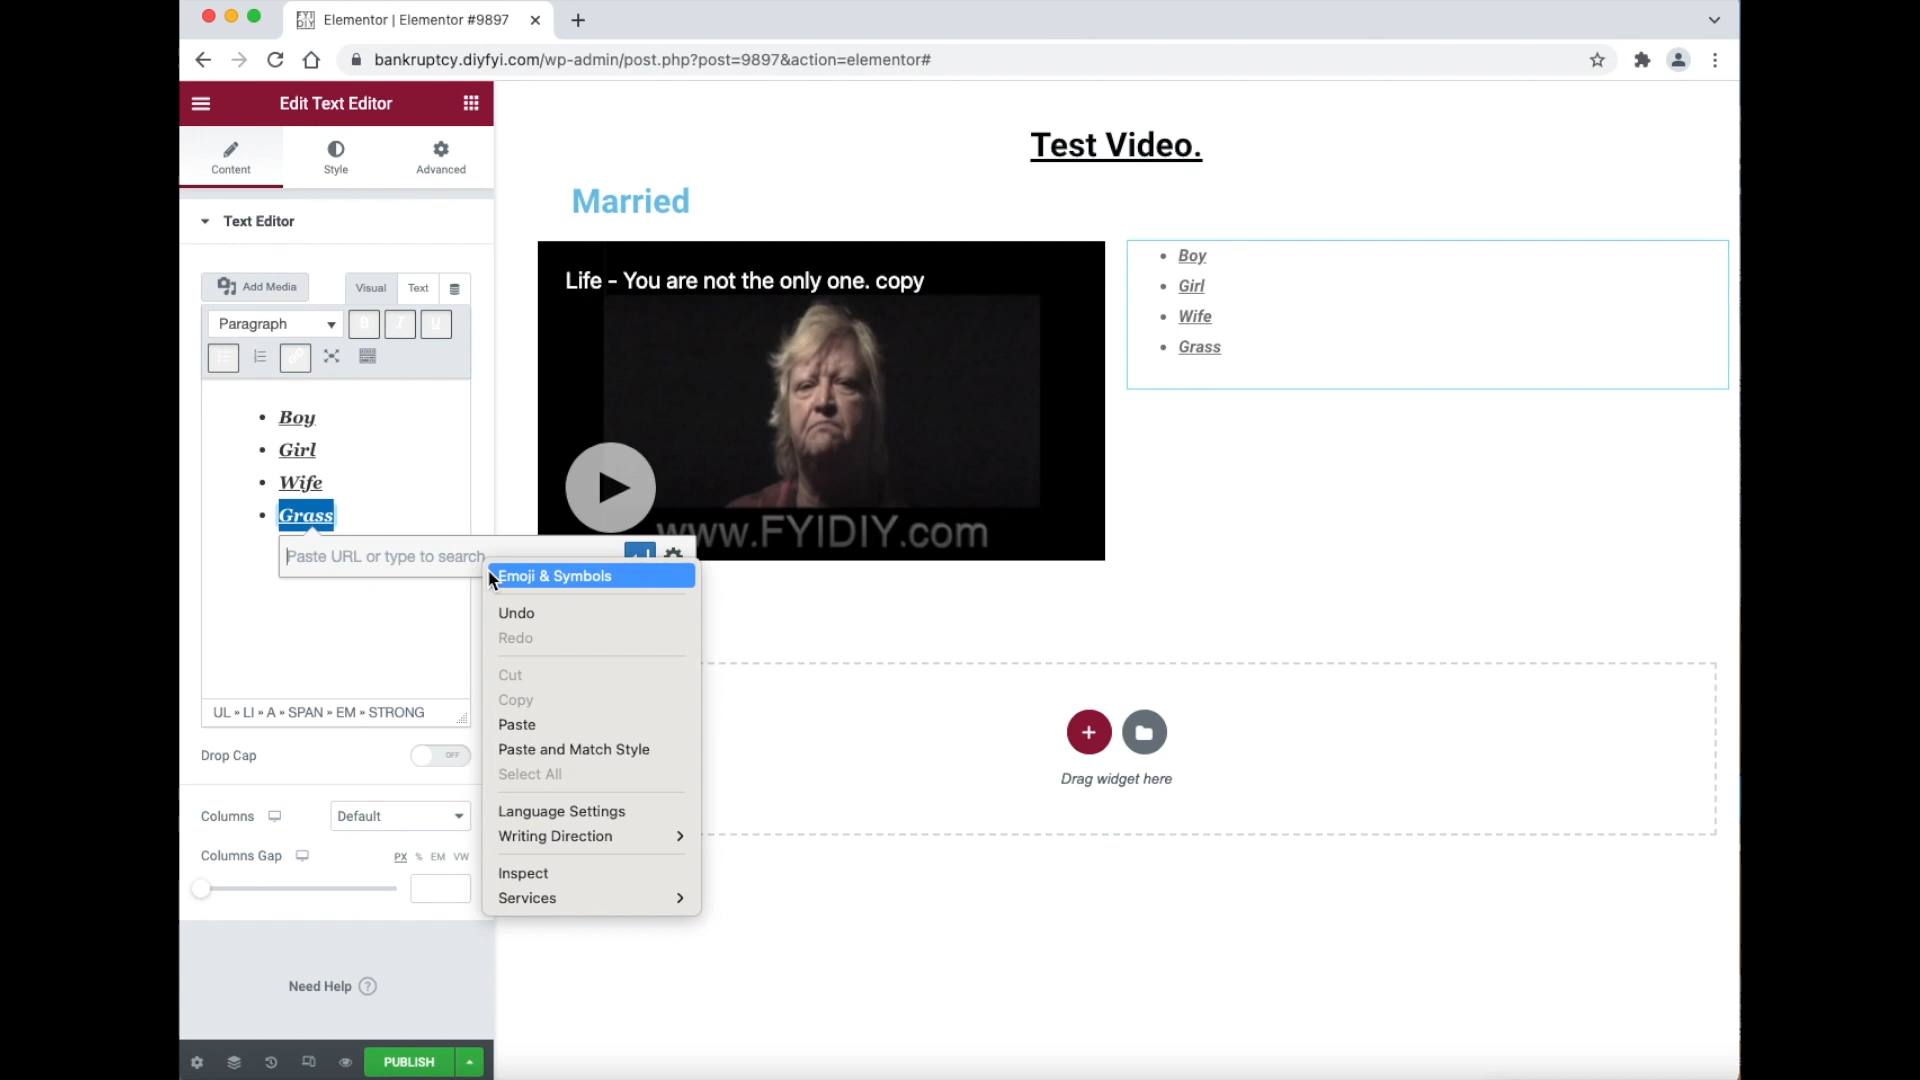 FYI
DIY
Elementor | Elementor #9897
bankruptcy.diyfyi.com/wp-admin/post.php?post=9897&action=elementor#
Edit Text Editor
Content
Style
Advanced
Text Editor
Add Media
Visual
Text
Paragraph
B
I
U
Boy
Girl
Wife
Grass
Paste URL or type to search
Emoji & Symbols
Undo
Redo
Cut
Copy
Paste
Paste and Match Style
Select All
Language Settings
Writing Direction
Inspect
Services
UL » LI » A » SPAN » EM » STRONG
Drop Cap
OFF
Columns
Default
Columns Gap
PX % EM VW
Need Help ?
PUBLISH
Test Video.
Married
Life - You are not the only one. copy
www.FYIDIY.com
Boy
Girl
Wife
Grass
Drag widget here